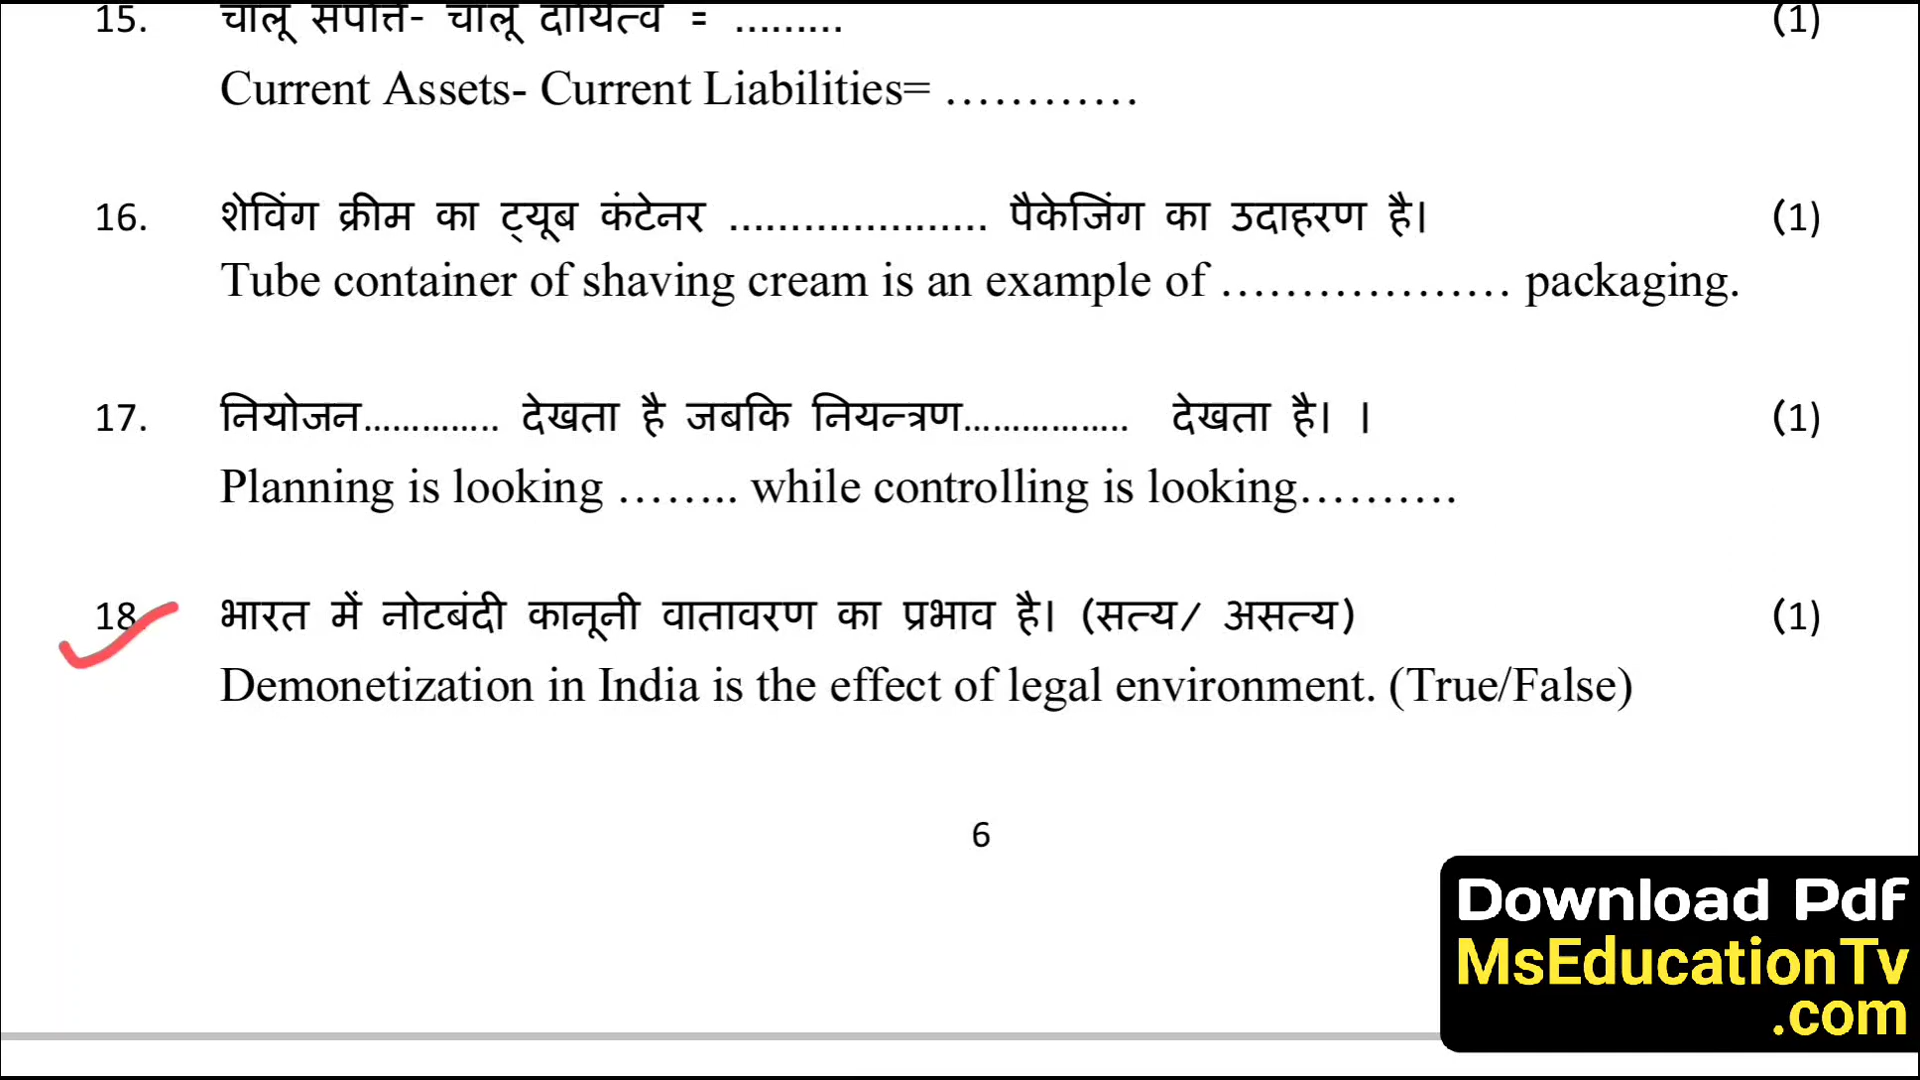 15. चालू संपत्ति- चालू दायित्व = ......... (1)
Current Assets- Current Liabilities= …………
16. शेविंग क्रीम का ट्यूब कंटेनर ..................... पैकेजिंग का उदाहरण है। (1)
Tube container of shaving cream is an example of ……………… packaging.
17. नियोजन............. देखता है जबकि नियन्त्रण................ देखता है। । (1)
Planning is looking …….. while controlling is looking……….
18. भारत में नोटबंदी कानूनी वातावरण का प्रभाव है। (सत्य/ असत्य) (1)
Demonetization in India is the effect of legal environment. (True/False)
6
Download Pdf
MsEducationTv
.com